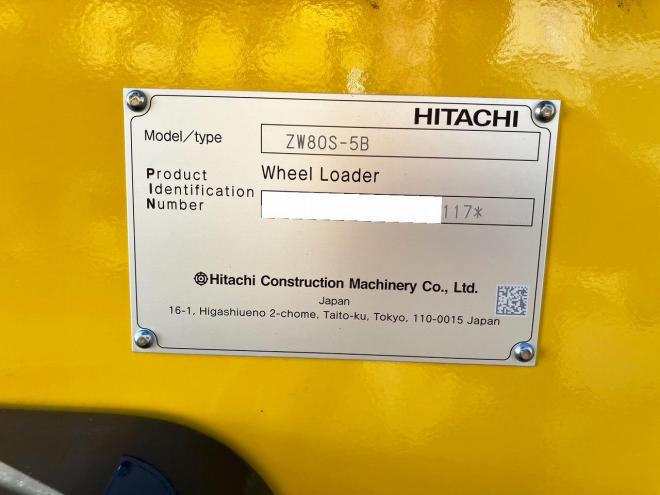 HITACHI
Model/type ZW80S-5B
Product Wheel Loader
Identification
Number 117*
Hitachi Construction Machinery Co., Ltd.
Japan
16-1, Higashiueno 2-chome, Taito-ku, Tokyo, 110-0015 Japan